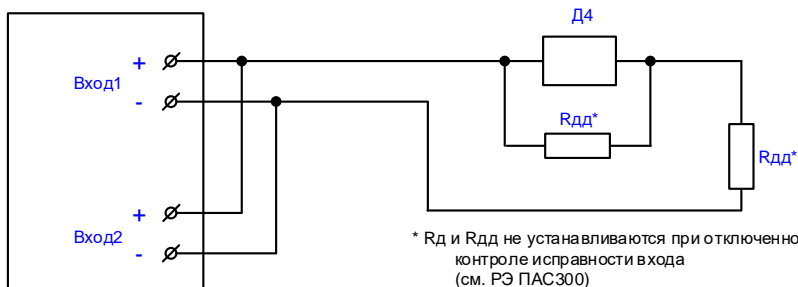 Д4
+
Вход1
-
Rдд*
Rдд*
+
Вход2
-
* Rд и Rдд не устанавливаются при отключенно
контроле исправности входа
(см. РЭ ПАС300)